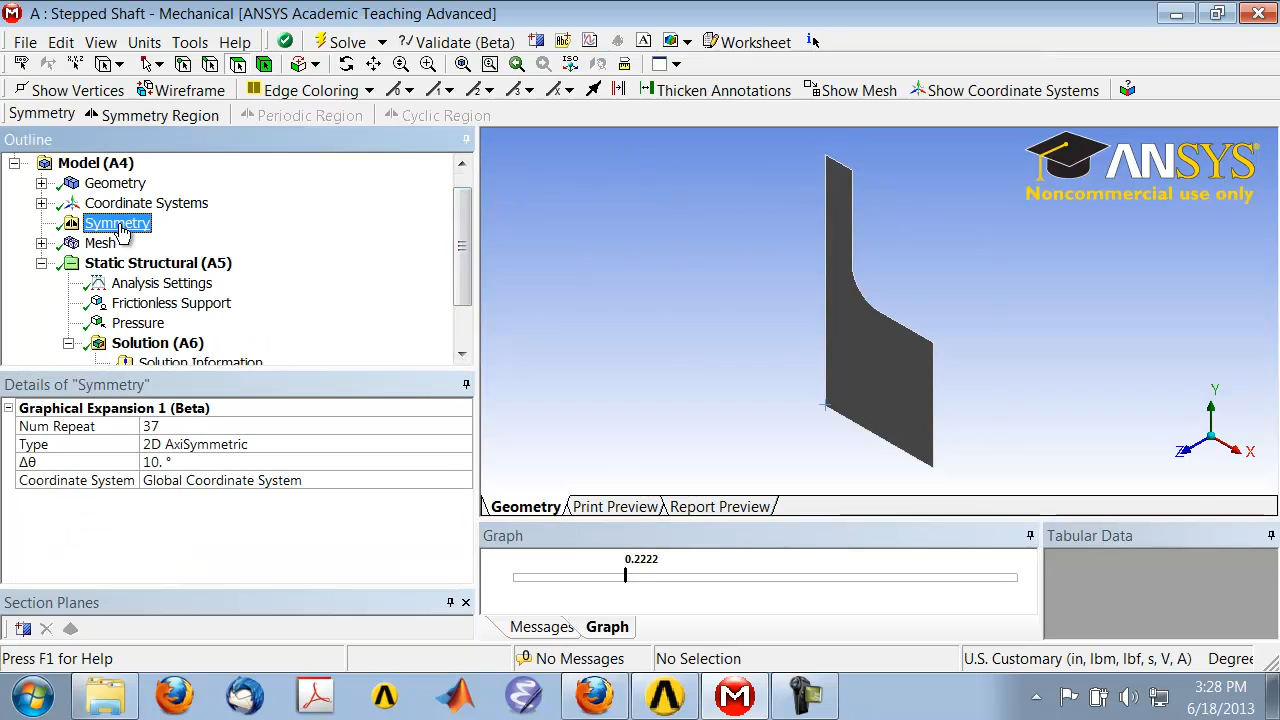 A : Stepped Shaft - Mechanical [ANSYS Academic Teaching Advanced]
File Edit View Units Tools Help Solve Validate (Beta) Worksheet
Show Vertices Wireframe Edge Coloring Thicken Annotations Show Mesh Show Coordinate Systems
Symmetry Symmetry Region Periodic Region Cyclic Region
Outline
Model (A4)
Geometry
Coordinate Systems
Symmetry
Mesh
Static Structural (A5)
Analysis Settings
Frictionless Support
Pressure
Solution (A6)
Solution Information
Details of "Symmetry"
Graphical Expansion 1 (Beta)
Num Repeat 37
Type 2D AxiSymmetric
Δθ 10. °
Coordinate System Global Coordinate System
Section Planes
ANSYS
Noncommercial use only
Y
Z
X
Geometry Print Preview Report Preview
Graph
0.2222
Messages Graph
Tabular Data
Press F1 for Help
0 No Messages
No Selection
U.S. Customary (in, lbm, lbf, s, V, A) Degree
3:28 PM
6/18/2013